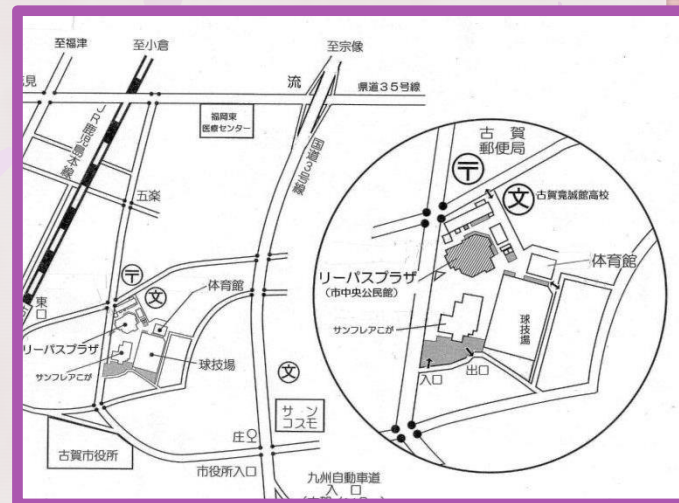 至福津
至小倉
至宗像
見
流
県道35号線
福岡東
医療センター
JR鹿児島本線
国道3号線
五楽
〒
文
東口
体育館
リーパスプラザ
サンフレアこが
球技場
文
古賀市役所
庄
サン
コスモ
市役所入口
九州自動車道
入口
古賀
郵便局
〒
文
古賀竟誠館高校
リーパスプラザ
(市中央公民館)
体育館
サンフレアこが
球技場
入口
出口